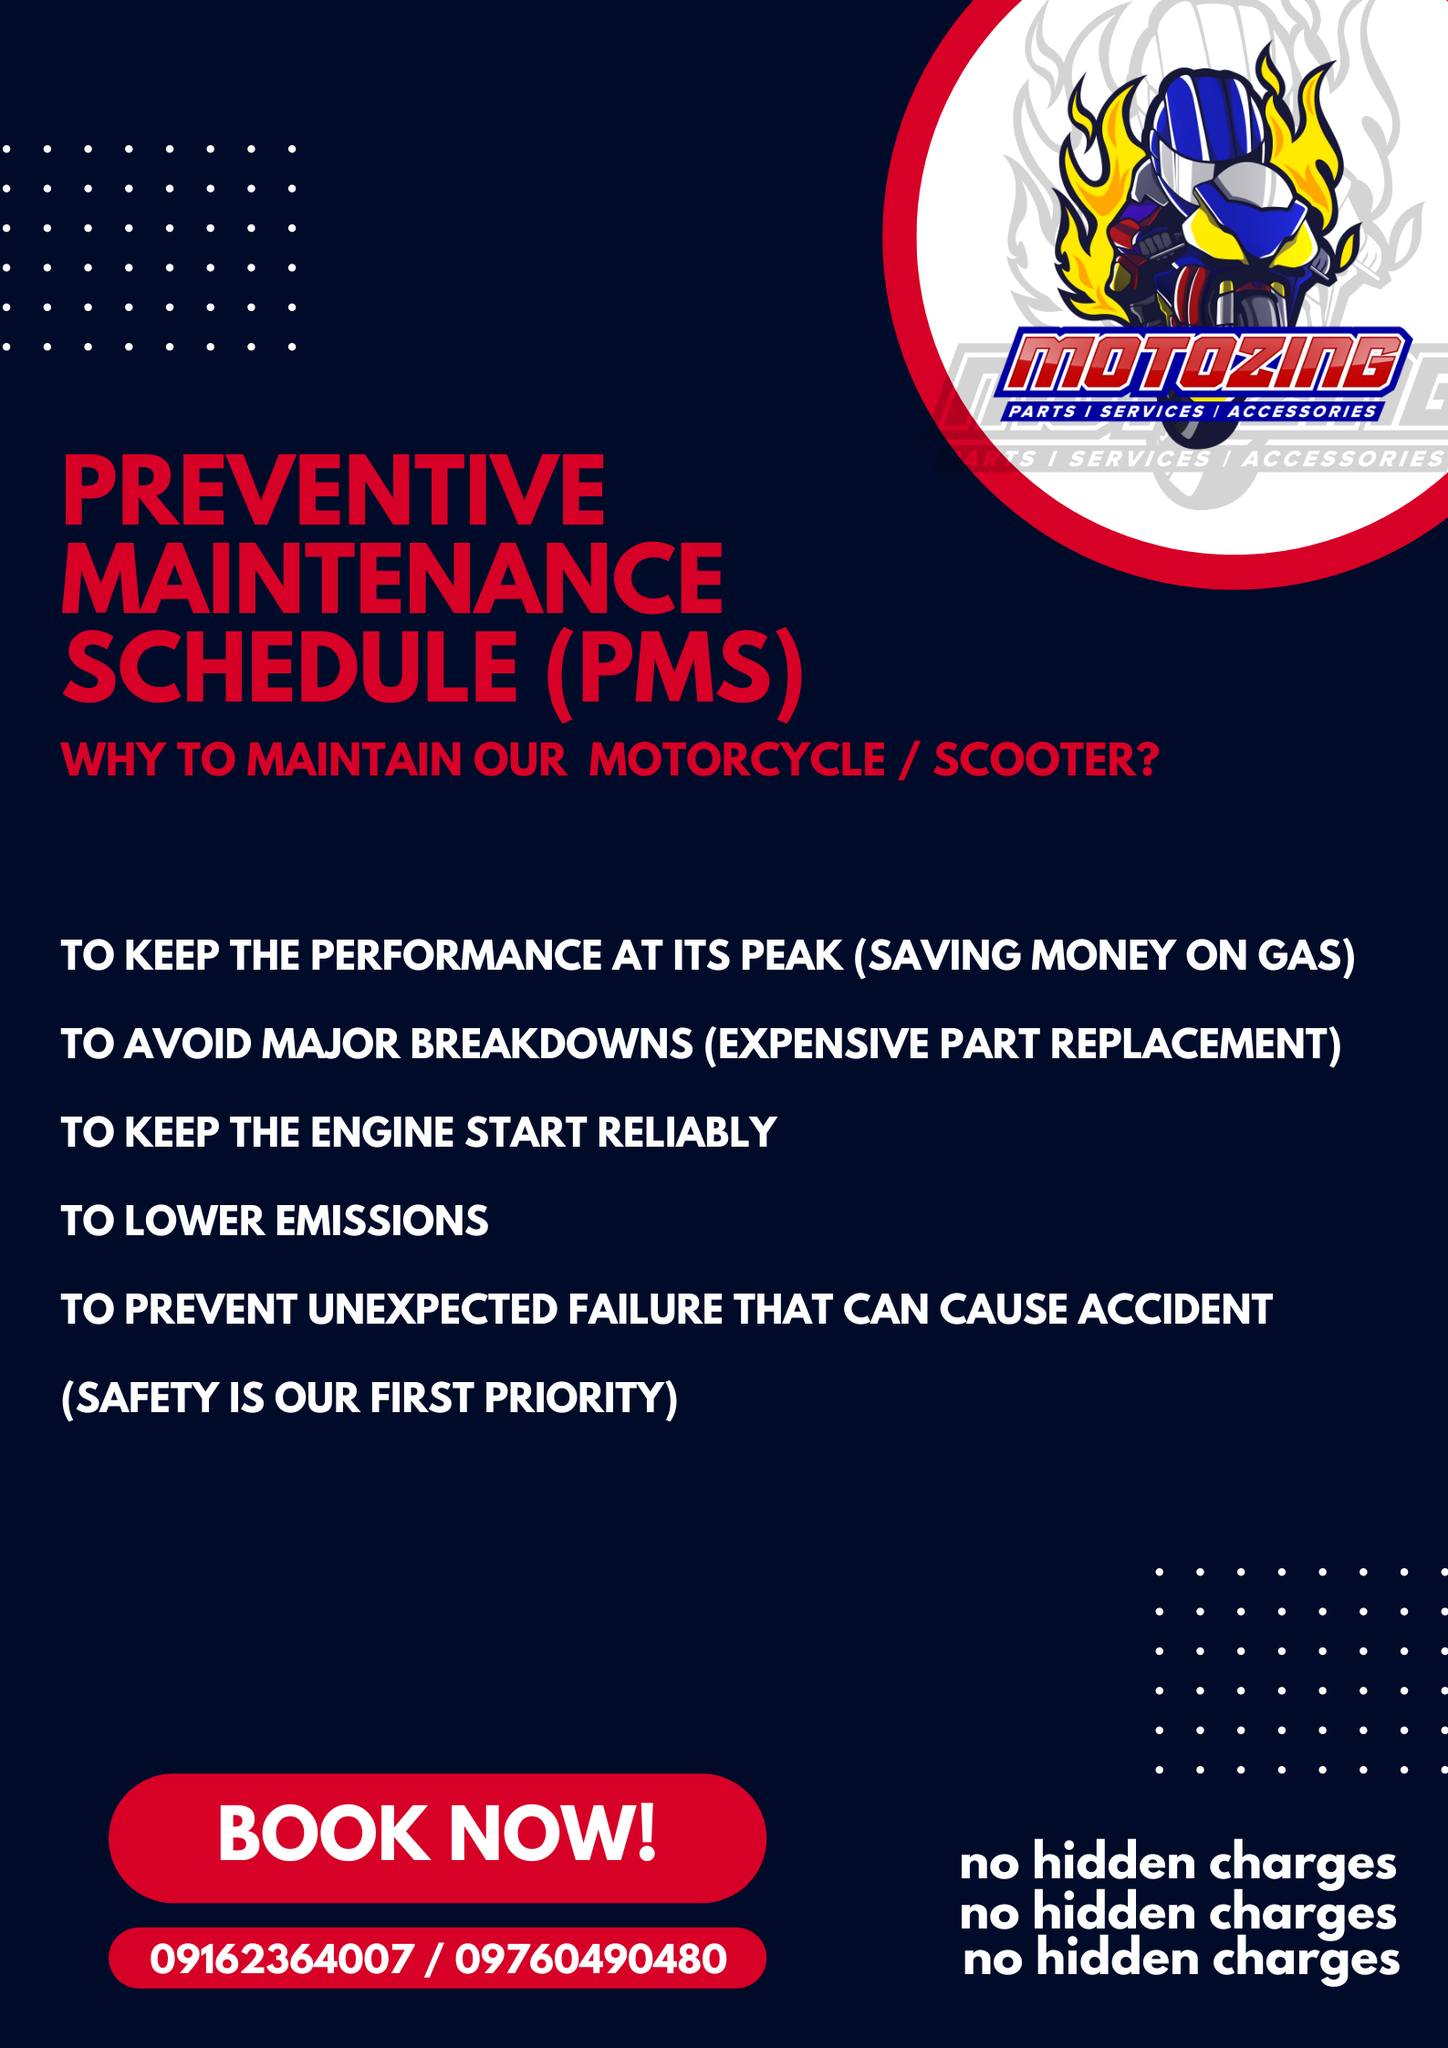 MOTOZING
PARTS | SERVICES | ACCESSORIES
PARTS | SERVICES | ACCESSORIES
PREVENTIVE
MAINTENANCE
SCHEDULE (PMS)
WHY TO MAINTAIN OUR MOTORCYCLE / SCOOTER?
TO KEEP THE PERFORMANCE AT ITS PEAK (SAVING MONEY ON GAS)
TO AVOID MAJOR BREAKDOWNS (EXPENSIVE PART REPLACEMENT)
TO KEEP THE ENGINE START RELIABLY
TO LOWER EMISSIONS
TO PREVENT UNEXPECTED FAILURE THAT CAN CAUSE ACCIDENT
(SAFETY IS OUR FIRST PRIORITY)
BOOK NOW!
09162364007 / 09760490480
no hidden charges
no hidden charges
no hidden charges